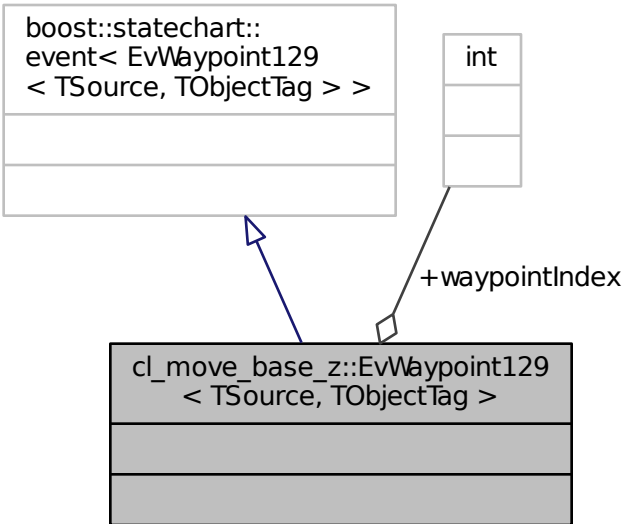 boost::statechart::
event< EvWaypoint129
< TSource, TObjectTag > >
int
+waypointIndex
cl_move_base_z::EvWaypoint129
< TSource, TObjectTag >